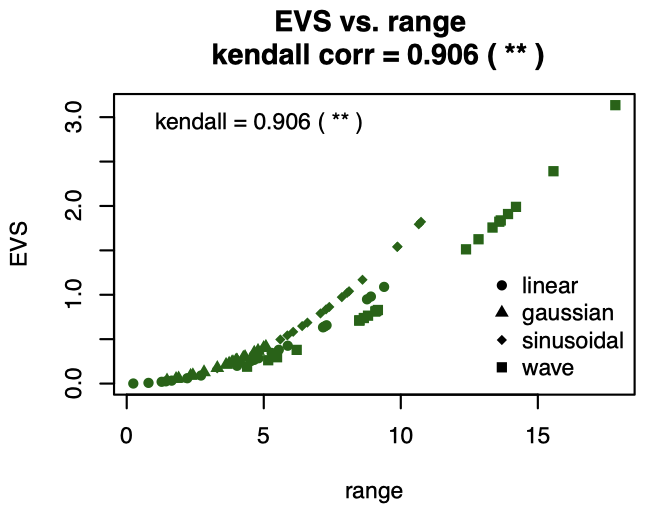 EVS vs. range
kendall corr = 0.906 ( ** )
kendall = 0.906 ( ** )
3.0
2.0
1.0
0.0
EVS
linear
gaussian
sinusoidal
wave
0 5 10 15
range